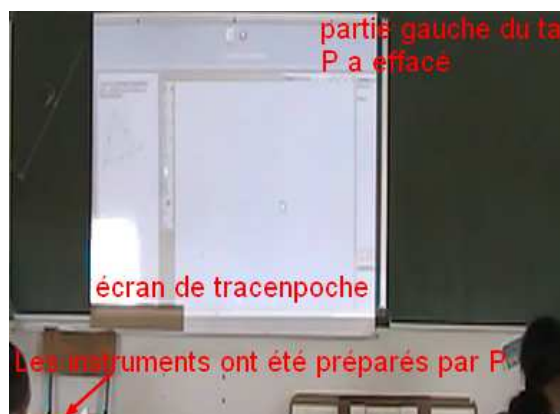 partie gauche du ta
P a effacé
écran de tracenpoche
Les instruments ont été préparés par P